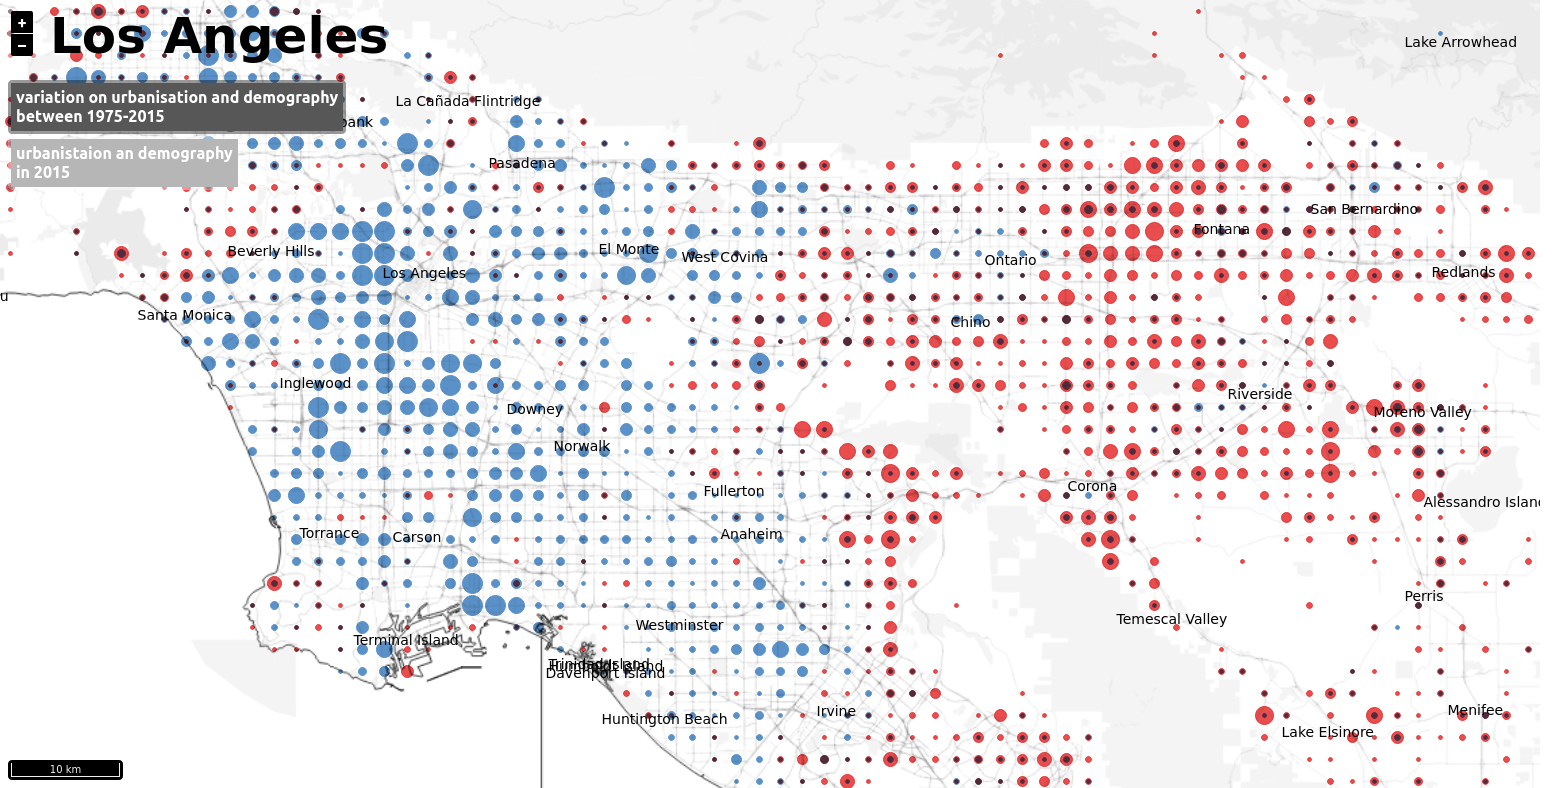 +
−
Los Angeles
Lake Arrowhead
variation on urbanisation and demography
between 1975-2015
La Cañada Flintridge
bank
urbanistaion an demography
in 2015
Pasadena
San Bernardino
Fontana
Beverly Hills
El Monte
West Covina
Ontario
Los Angeles
Redlands
u
Santa Monica
Chino
Inglewood
Riverside
Downey
Moreno Valley
Norwalk
Fullerton
Corona
Alessandro Islan
Torrance
Carson
Anaheim
Perris
Temescal Valley
Westminster
Terminal Island
Trinidad Island
Davenport Island
Huntington Beach
Irvine
Menifee
Lake Elsinore
10 km